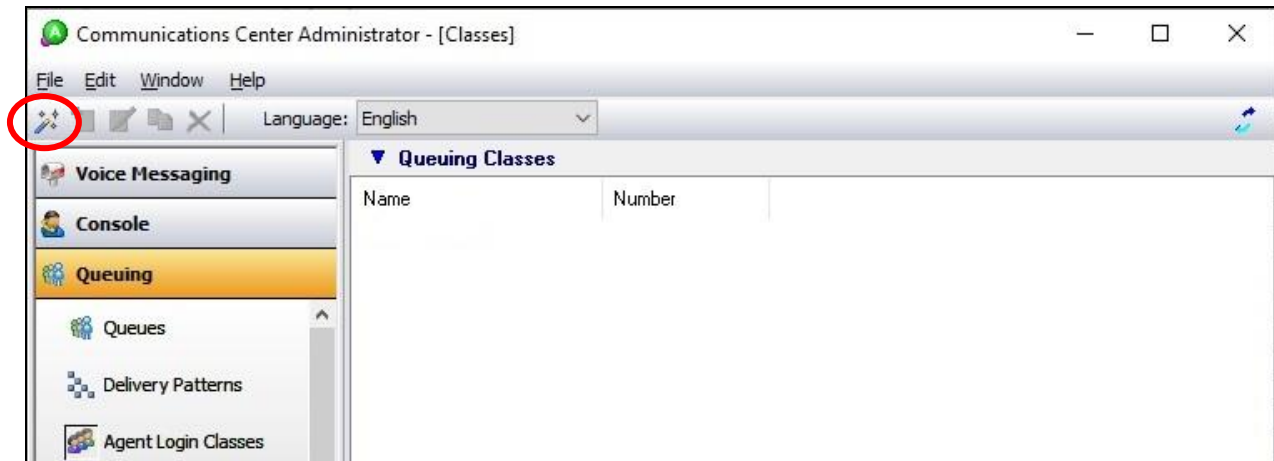 Communications Center Administrator - [Classes]
File Edit Window Help
Language: English
Voice Messaging
Console
Queuing
Queues
Delivery Patterns
Agent Login Classes
Queuing Classes
Name Number